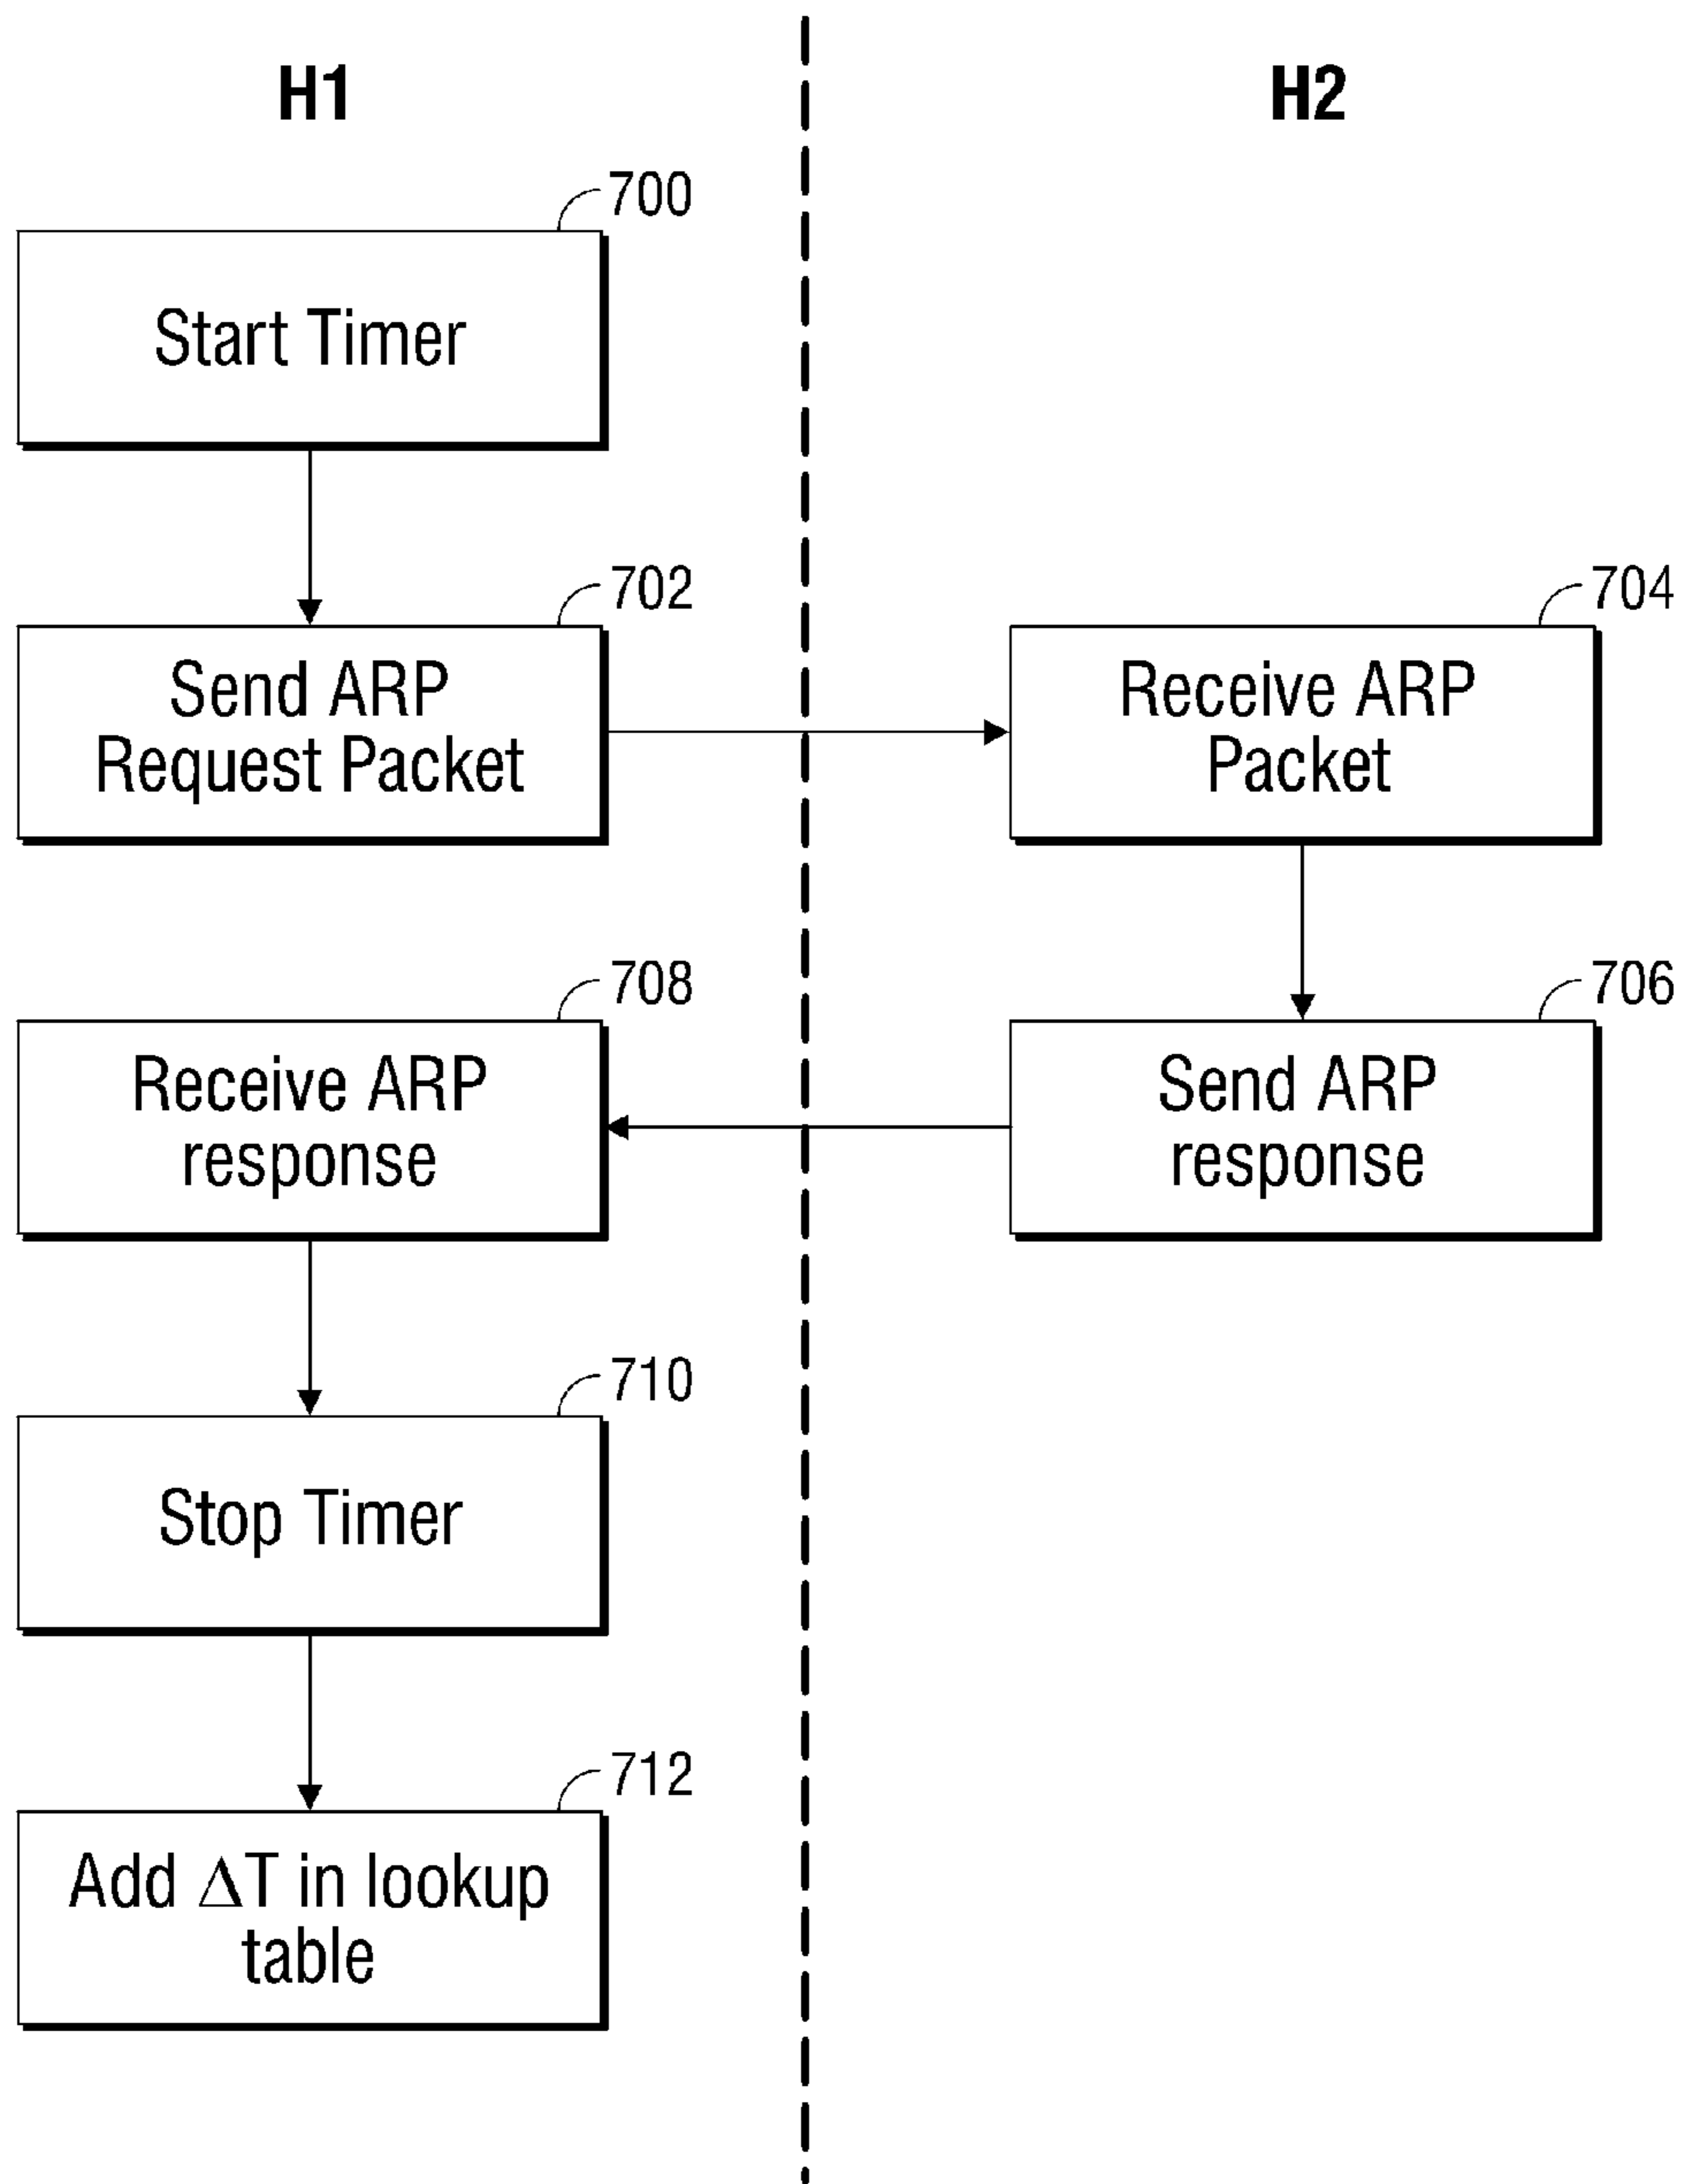 H1
H2
700
Start Timer
702
Send ARP
Request Packet
704
Receive ARP
Packet
706
Send ARP
response
708
Receive ARP
response
710
Stop Timer
712
Add ΔT in lookup
table